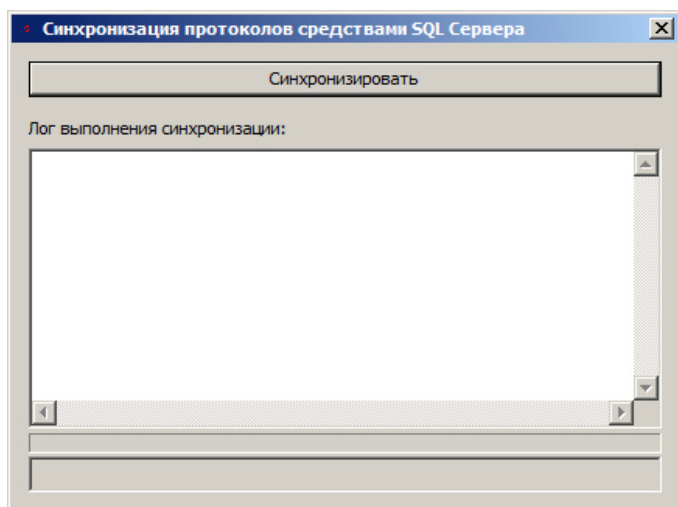 Синхронизация протоколов средствами SQL Сервера
Синхронизировать
Лог выполнения синхронизации: